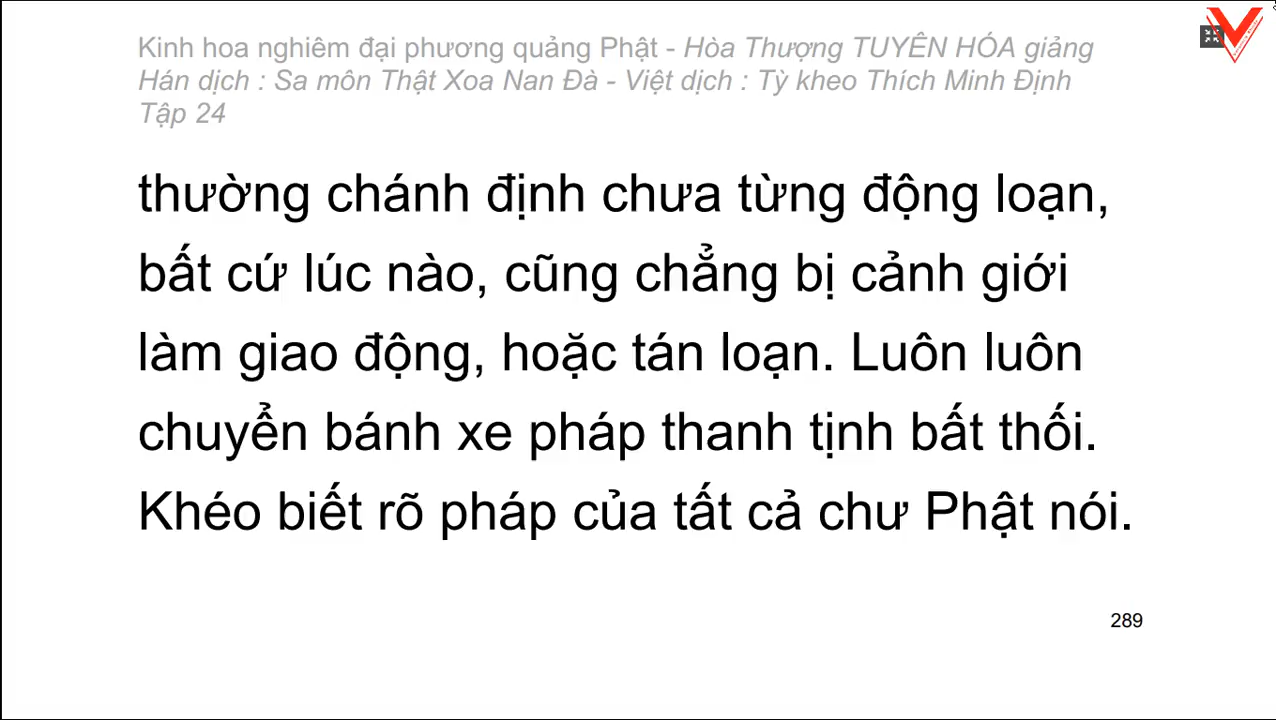 Kinh hoa nghiêm đại phương quảng Phật - Hòa Thượng TUYÊN HÓA giảng
Hán dịch : Sa môn Thật Xoa Nan Đà - Việt dịch : Tỳ kheo Thích Minh Định
Tập 24
thường chánh định chưa từng động loạn,
bất cứ lúc nào, cũng chẳng bị cảnh giới
làm giao động, hoặc tán loạn. Luôn luôn
chuyển bánh xe pháp thanh tịnh bất thối.
Khéo biết rõ pháp của tất cả chư Phật nói.
289